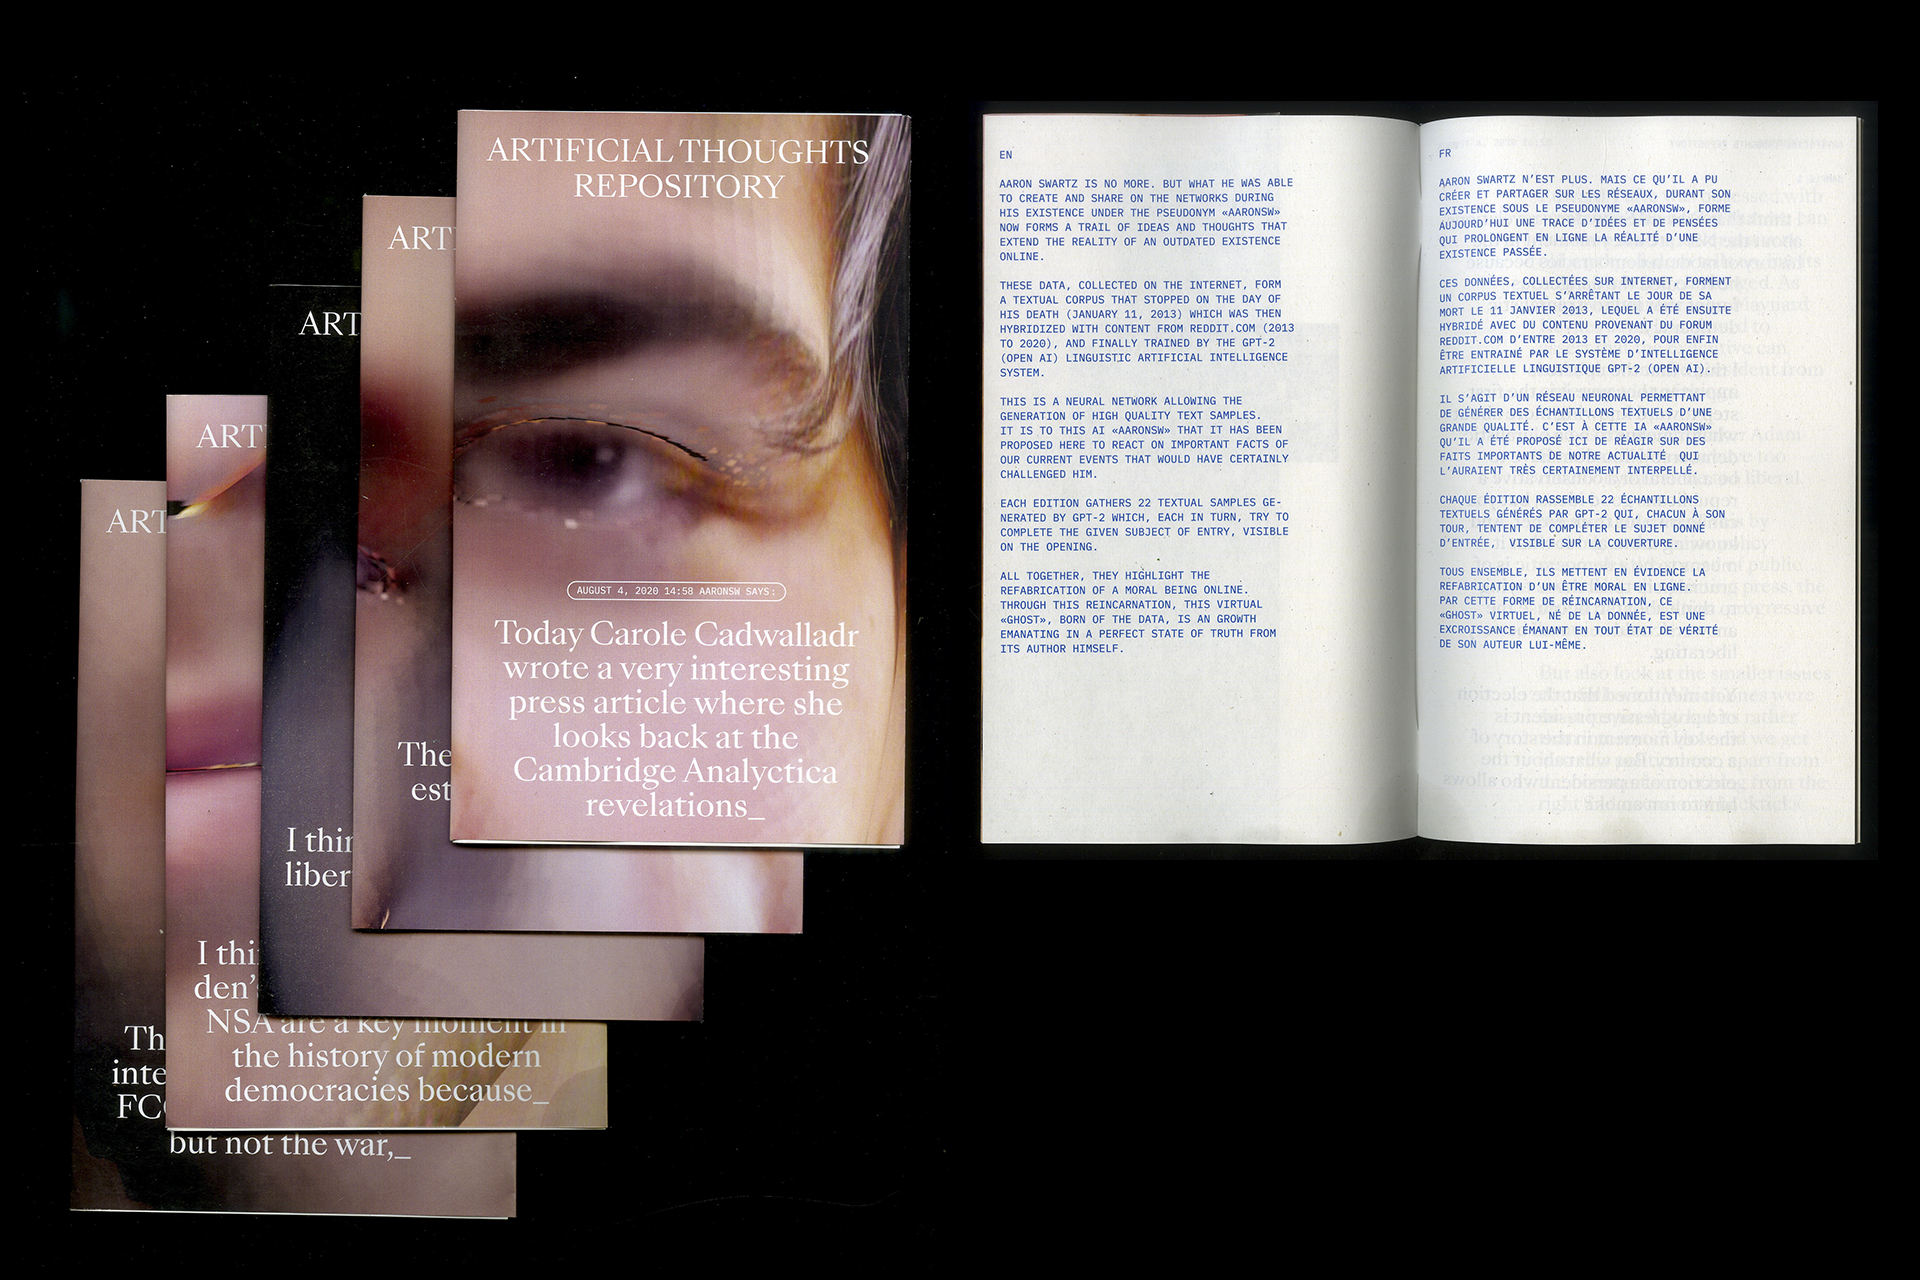 ARTIFICIAL THOUGHTS
REPOSITORY
AUGUST 4, 2020 14:58 AARONSW SAYS:
Today Carole Cadwalladr
wrote a very interesting
press article where she
looks back at the
Cambridge Analyctica
revelations_
ART
The
est
ART
I thin
liber
ART
I thi
den's
NSA are a key moment in
the history of modern
democracies because_
ART
Th
inte
FC
but not the war,_
EN
AARON SWARTZ IS NO MORE. BUT WHAT HE WAS ABLE
TO CREATE AND SHARE ON THE NETWORKS DURING
HIS EXISTENCE UNDER THE PSEUDONYM «AARONSW»
NOW FORMS A TRAIL OF IDEAS AND THOUGHTS THAT
EXTEND THE REALITY OF AN OUTDATED EXISTENCE
ONLINE.
THESE DATA, COLLECTED ON THE INTERNET, FORM
A TEXTUAL CORPUS THAT STOPPED ON THE DAY OF
HIS DEATH (JANUARY 11, 2013) WHICH WAS THEN
HYBRIDIZED WITH CONTENT FROM REDDIT.COM (2013
TO 2020), AND FINALLY TRAINED BY THE GPT-2
(OPEN AI) LINGUISTIC ARTIFICIAL INTELLIGENCE
SYSTEM.
THIS IS A NEURAL NETWORK ALLOWING THE
GENERATION OF HIGH QUALITY TEXT SAMPLES.
IT IS TO THIS AI «AARONSW» THAT IT HAS BEEN
PROPOSED HERE TO REACT ON IMPORTANT FACTS OF
OUR CURRENT EVENTS THAT WOULD HAVE CERTAINLY
CHALLENGED HIM.
EACH EDITION GATHERS 22 TEXTUAL SAMPLES GE-
NERATED BY GPT-2 WHICH, EACH IN TURN, TRY TO
COMPLETE THE GIVEN SUBJECT OF ENTRY, VISIBLE
ON THE OPENING.
ALL TOGETHER, THEY HIGHLIGHT THE
REFABRICATION OF A MORAL BEING ONLINE.
THROUGH THIS REINCARNATION, THIS VIRTUAL
«GHOST», BORN OF THE DATA, IS AN GROWTH
EMANATING IN A PERFECT STATE OF TRUTH FROM
ITS AUTHOR HIMSELF.
FR
AARON SWARTZ N'EST PLUS. MAIS CE QU'IL A PU
CRÉER ET PARTAGER SUR LES RÉSEAUX, DURANT SON
EXISTENCE SOUS LE PSEUDONYME «AARONSW», FORME
AUJOURD'HUI UNE TRACE D'IDÉES ET DE PENSÉES
QUI PROLONGENT EN LIGNE LA RÉALITÉ D'UNE
EXISTENCE PASSÉE.
CES DONNÉES, COLLECTÉES SUR INTERNET, FORMENT
UN CORPUS TEXTUEL S'ARRÊTANT LE JOUR DE SA
MORT LE 11 JANVIER 2013, LEQUEL A ÉTÉ ENSUITE
HYBRIDÉ AVEC DU CONTENU PROVENANT DU FORUM
REDDIT.COM D'ENTRE 2013 ET 2020, POUR ENFIN
ÊTRE ENTRAINÉ PAR LE SYSTÈME D'INTELLIGENCE
ARTIFICIELLE LINGUISTIQUE GPT-2 (OPEN AI).
IL S'AGIT D'UN RÉSEAU NEURONAL PERMETTANT
DE GÉNÉRER DES ÉCHANTILLONS TEXTUELS D'UNE
GRANDE QUALITÉ. C'EST À CETTE IA «AARONSW»
QU'IL A ÉTÉ PROPOSÉ ICI DE RÉAGIR SUR DES
FAITS IMPORTANTS DE NOTRE ACTUALITÉ QUI
L'AURAIENT TRÈS CERTAINEMENT INTERPELLÉ.
CHAQUE ÉDITION RASSEMBLE 22 ÉCHANTILLONS
TEXTUELS GÉNÉRÉS PAR GPT-2 QUI, CHACUN À SON
TOUR, TENTENT DE COMPLÉTER LE SUJET DONNÉ
D'ENTRÉE, VISIBLE SUR LA COUVERTURE.
TOUS ENSEMBLE, ILS METTENT EN ÉVIDENCE LA
REFABRICATION D'UN ÊTRE MORAL EN LIGNE.
PAR CETTE FORME DE RÉINCARNATION, CE
«GHOST» VIRTUEL, NÉ DE LA DONNÉE, EST UNE
EXCROISSANCE ÉMANANT EN TOUT ÉTAT DE VÉRITÉ
DE SON AUTEUR LUI-MÊME.